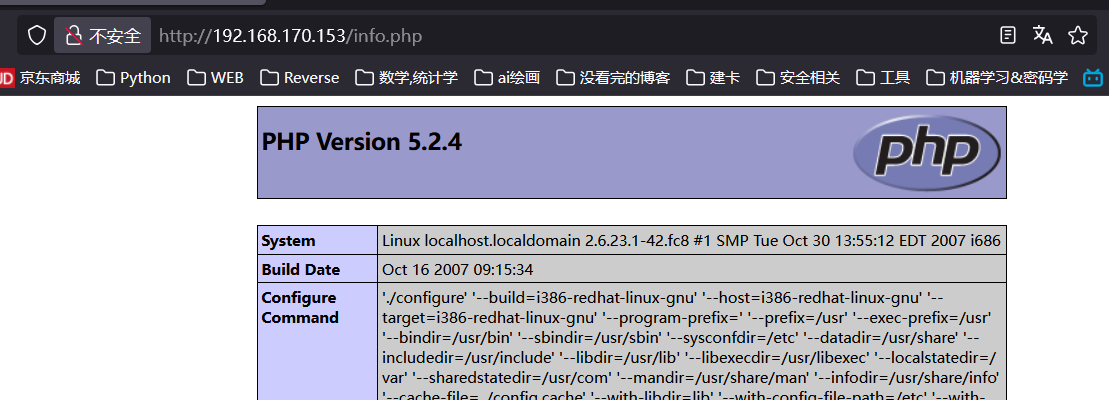 不安全 http://192.168.170.153/info.php
JD 京东商城 Python WEB Reverse 数学,统计学 ai绘画 没看完的博客 建卡 安全相关 工具 机器学习&密码学
PHP Version 5.2.4 php
System Linux localhost.localdomain 2.6.23.1-42.fc8 #1 SMP Tue Oct 30 13:55:12 EDT 2007 i686
Build Date Oct 16 2007 09:15:34
Configure Command './configure' '--build=i386-redhat-linux-gnu' '--host=i386-redhat-linux-gnu' '--
target=i386-redhat-linux-gnu' '--program-prefix=' '--prefix=/usr' '--exec-prefix=/usr'
'--bindir=/usr/bin' '--sbindir=/usr/sbin' '--sysconfdir=/etc' '--datadir=/usr/share' '--
includedir=/usr/include' '--libdir=/usr/lib' '--libexecdir=/usr/libexec' '--localstatedir=/
var' '--sharedstatedir=/usr/com' '--mandir=/usr/share/man' '--infodir=/usr/share/info'
'--cache-file=../config.cache' '--with-libdir=lib' '--with-config-file-path=/etc' '--with-